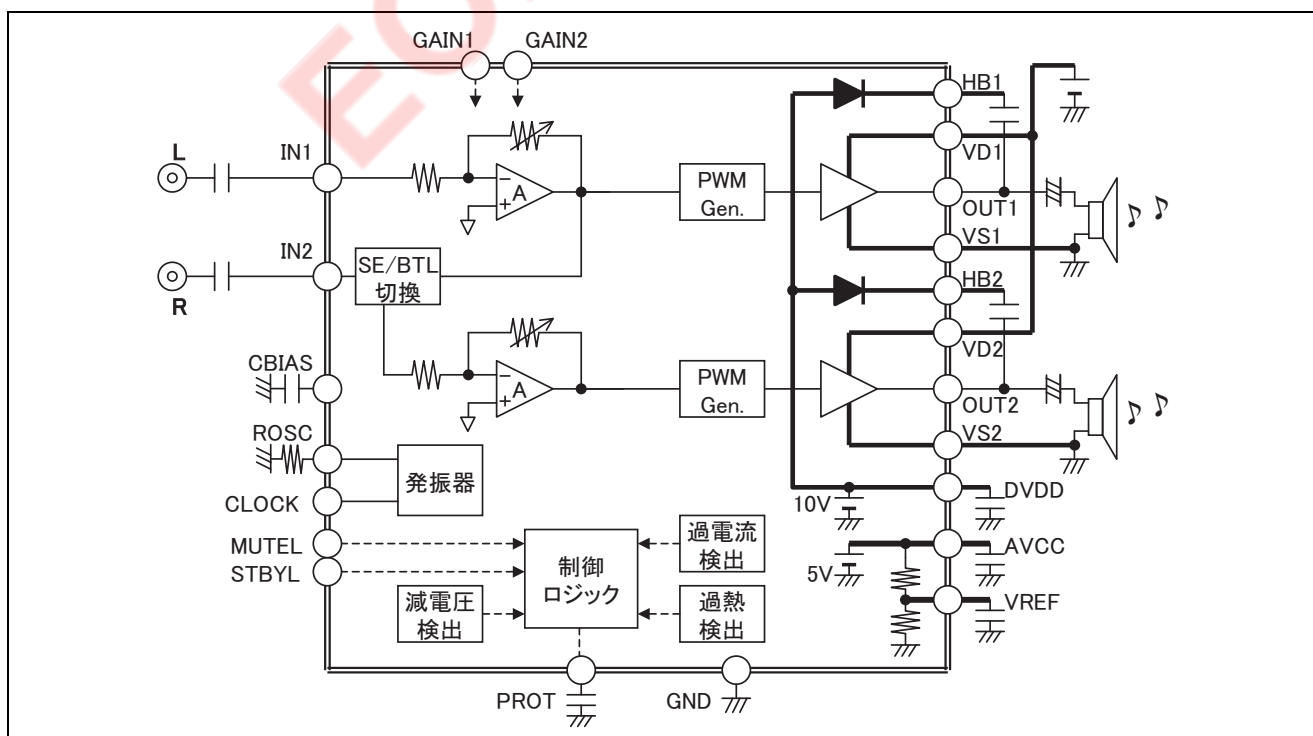 GAIN1
GAIN2
HB1
VD1
L
IN1
A
PWM
Gen.
OUT1
VS1
IN2
R
SE/BTL
切換
HB2
VD2
CBIAS
A
PWM
Gen.
OUT2
VS2
ROSC
発振器
CLOCK
10V
DVDD
MUTEL
STBYL
制御
ロジック
過電流
検出
5V
AVCC
減電圧
検出
過熱
検出
VREF
PROT
GND